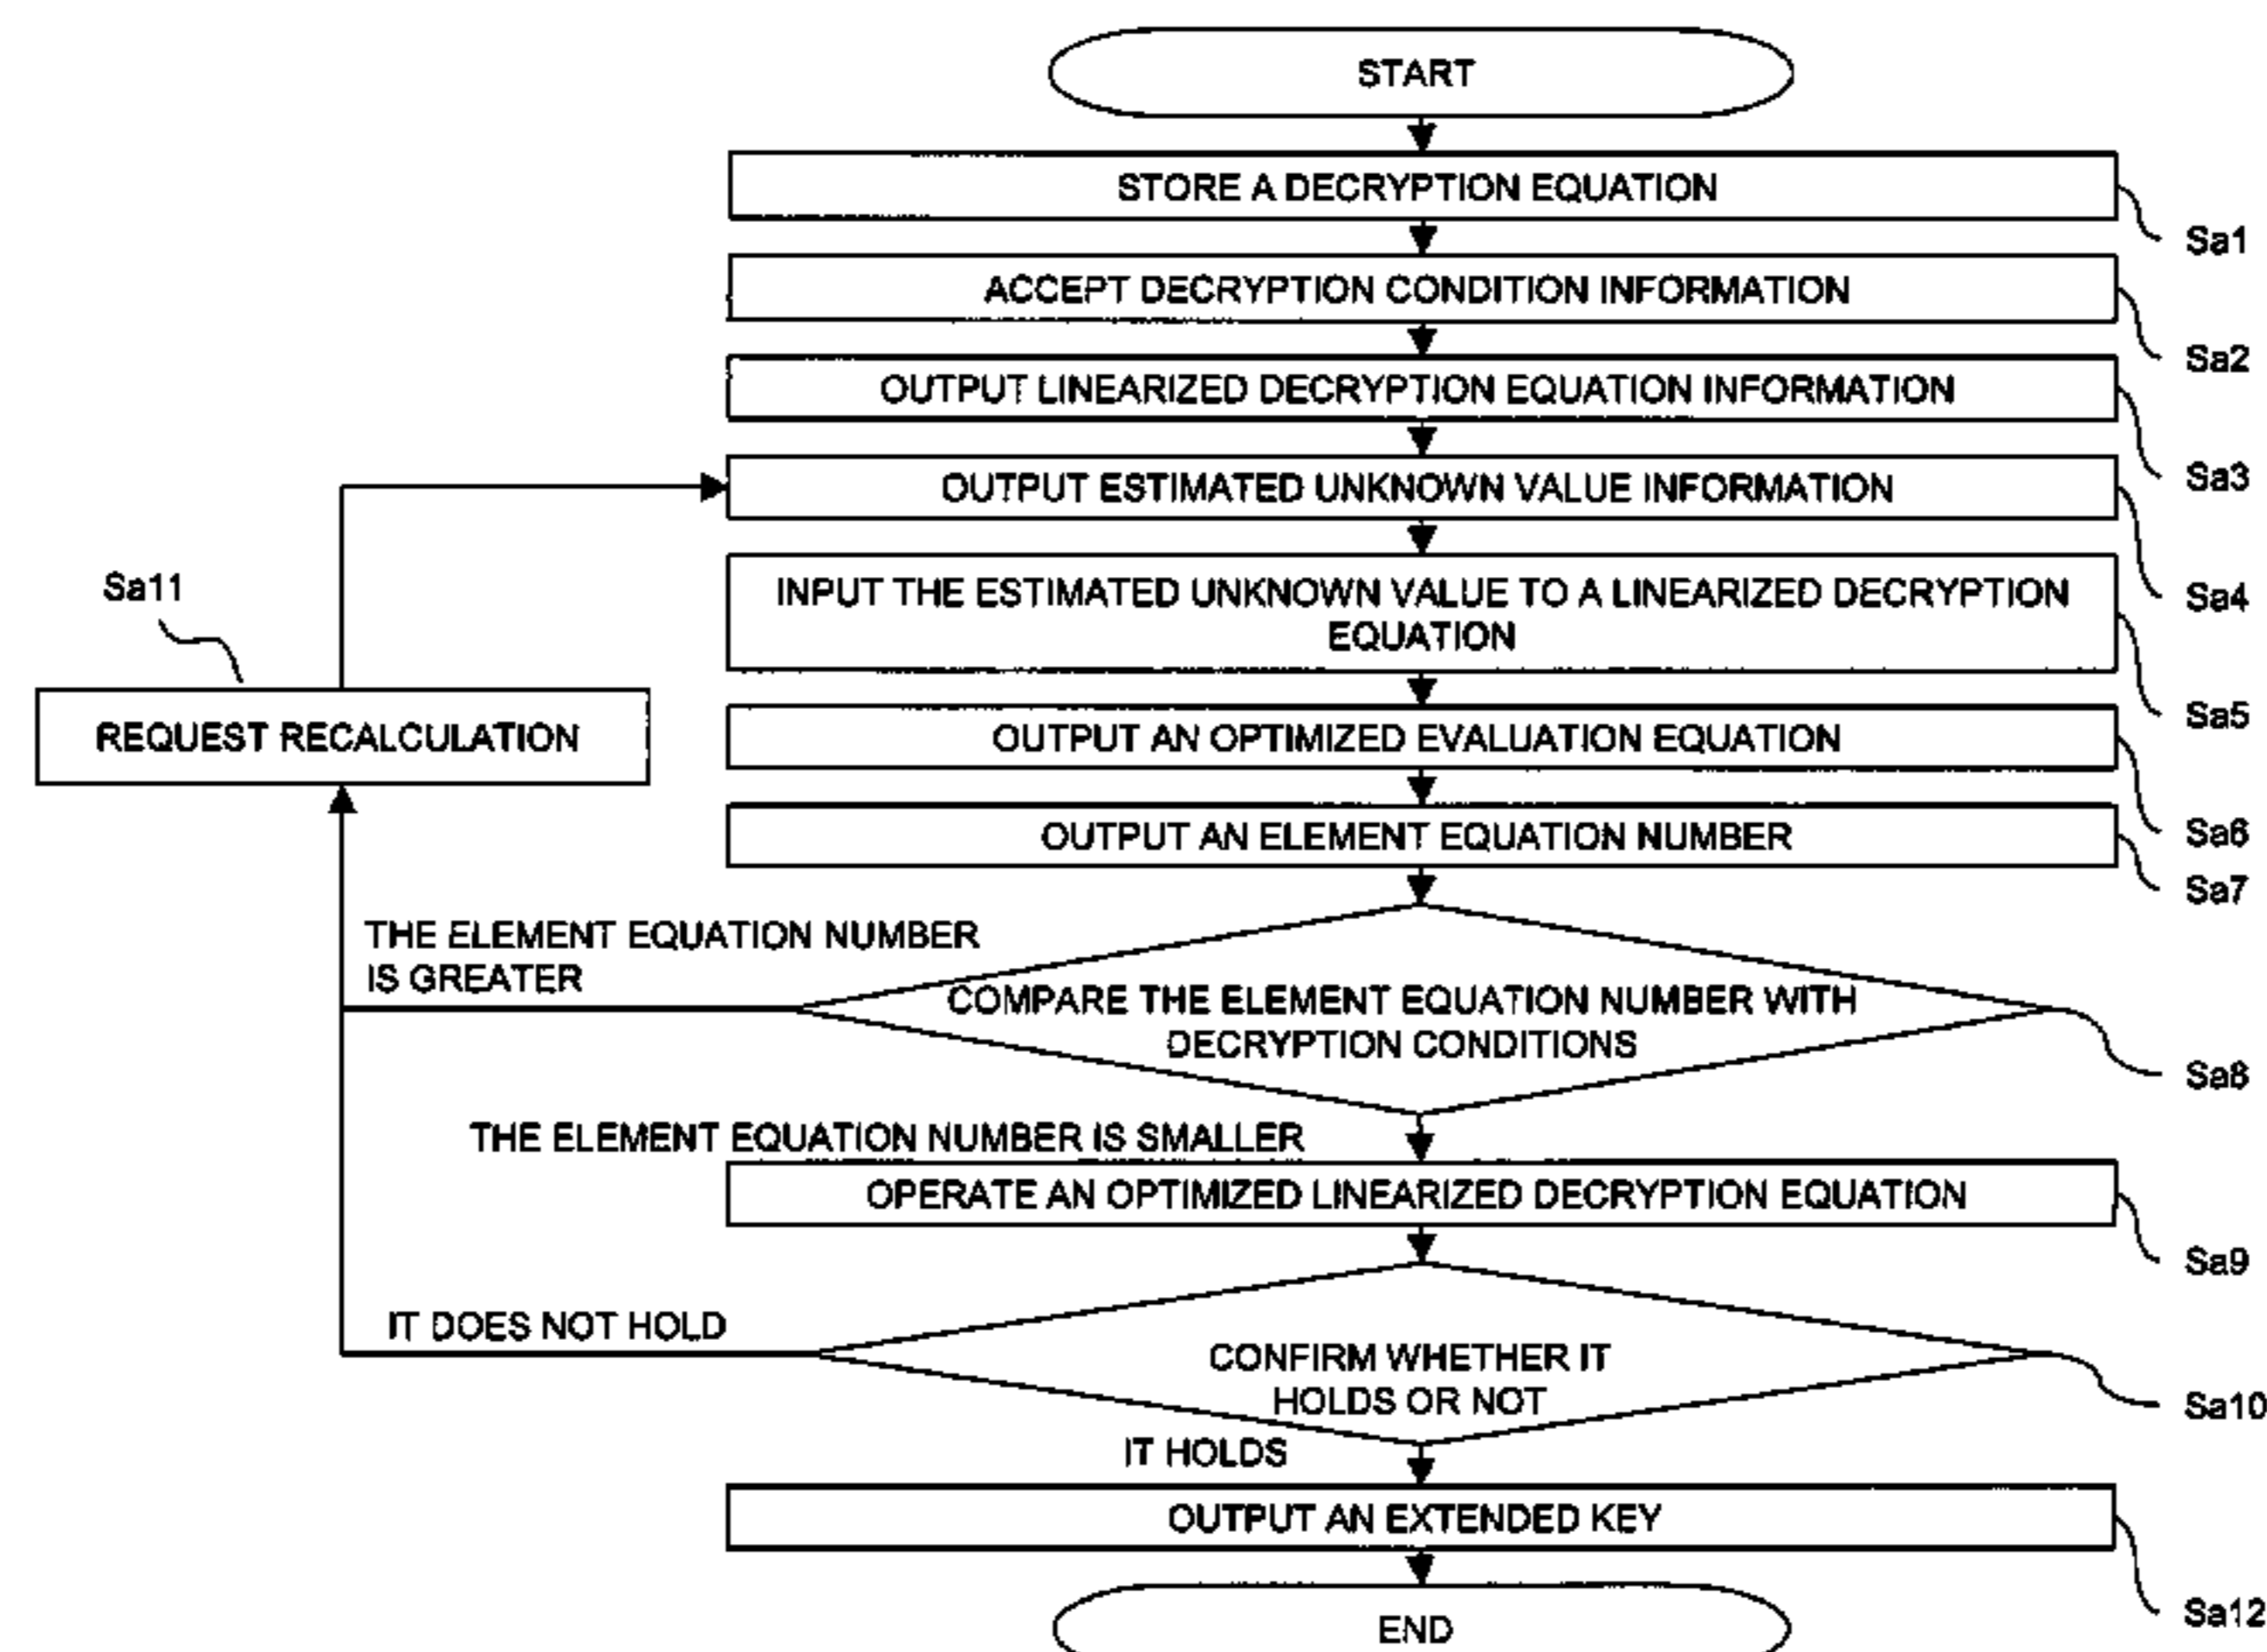 START
STORE A DECRYPTION EQUATION
Sa1
ACCEPT DECRYPTION CONDITION INFORMATION
Sa2
OUTPUT LINEARIZED DECRYPTION EQUATION INFORMATION
Sa3
OUTPUT ESTIMATED UNKNOWN VALUE INFORMATION
Sa4
INPUT THE ESTIMATED UNKNOWN VALUE TO A LINEARIZED DECRYPTION
EQUATION
Sa5
Sa11
REQUEST RECALCULATION
OUTPUT AN OPTIMIZED EVALUATION EQUATION
Sa6
OUTPUT AN ELEMENT EQUATION NUMBER
Sa7
THE ELEMENT EQUATION NUMBER
IS GREATER
COMPARE THE ELEMENT EQUATION NUMBER WITH
DECRYPTION CONDITIONS
Sa8
THE ELEMENT EQUATION NUMBER IS SMALLER
OPERATE AN OPTIMIZED LINEARIZED DECRYPTION EQUATION
Sa9
IT DOES NOT HOLD
CONFIRM WHETHER IT
HOLDS OR NOT
Sa10
IT HOLDS
OUTPUT AN EXTENDED KEY
Sa12
END